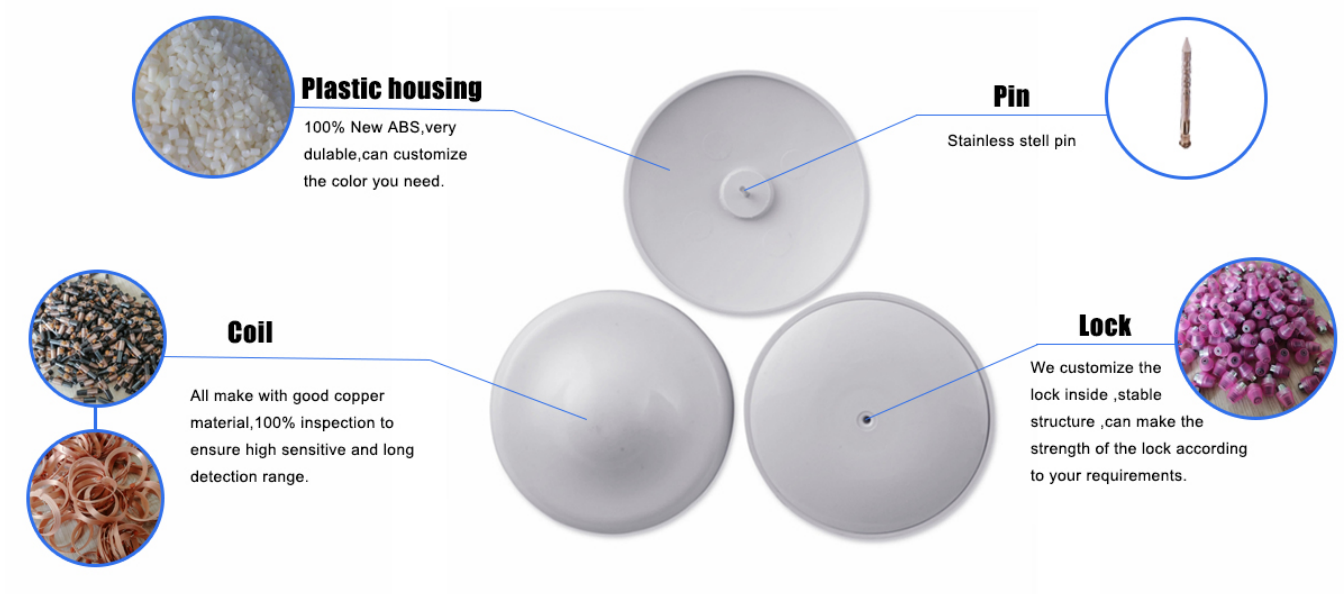 Plastic housing
100% New ABS,very
dulable,can customize
the color you need.
Pin
Stainless stell pin
Coil
All make with good copper
material,100% inspection to
ensure high sensitive and long
detection range.
Lock
We customize the
lock inside ,stable
structure ,can make the
strength of the lock according
to your requirements.